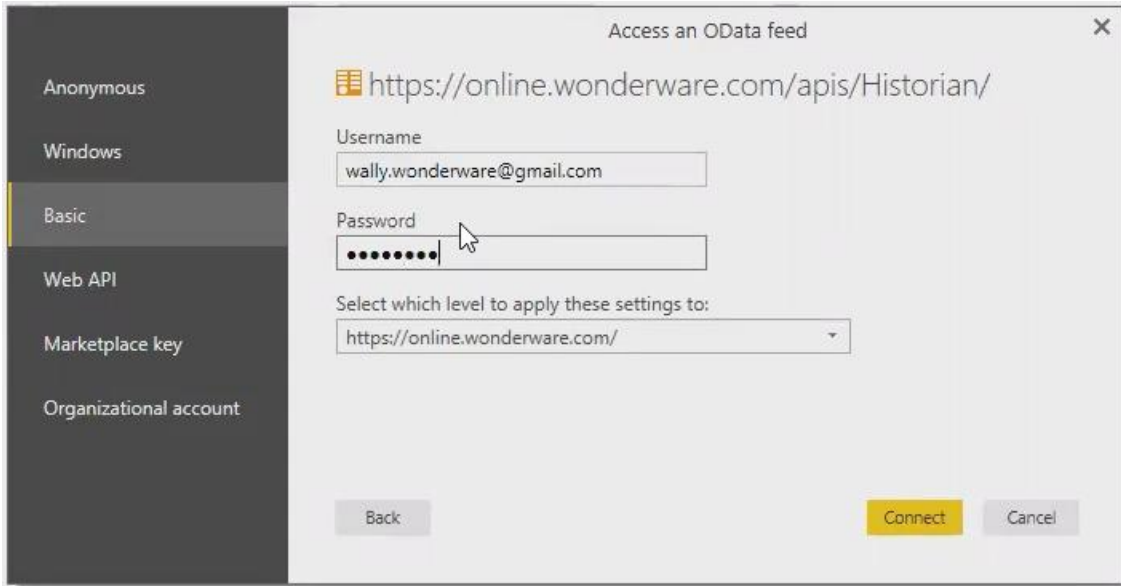 Access an OData feed
Anonymous
Windows
Basic
Web API
Marketplace key
Organizational account
https://online.wonderware.com/apis/Historian/
Username
wally.wonderware@gmail.com
Password
••••••••
Select which level to apply these settings to:
https://online.wonderware.com/
Back
Connect
Cancel